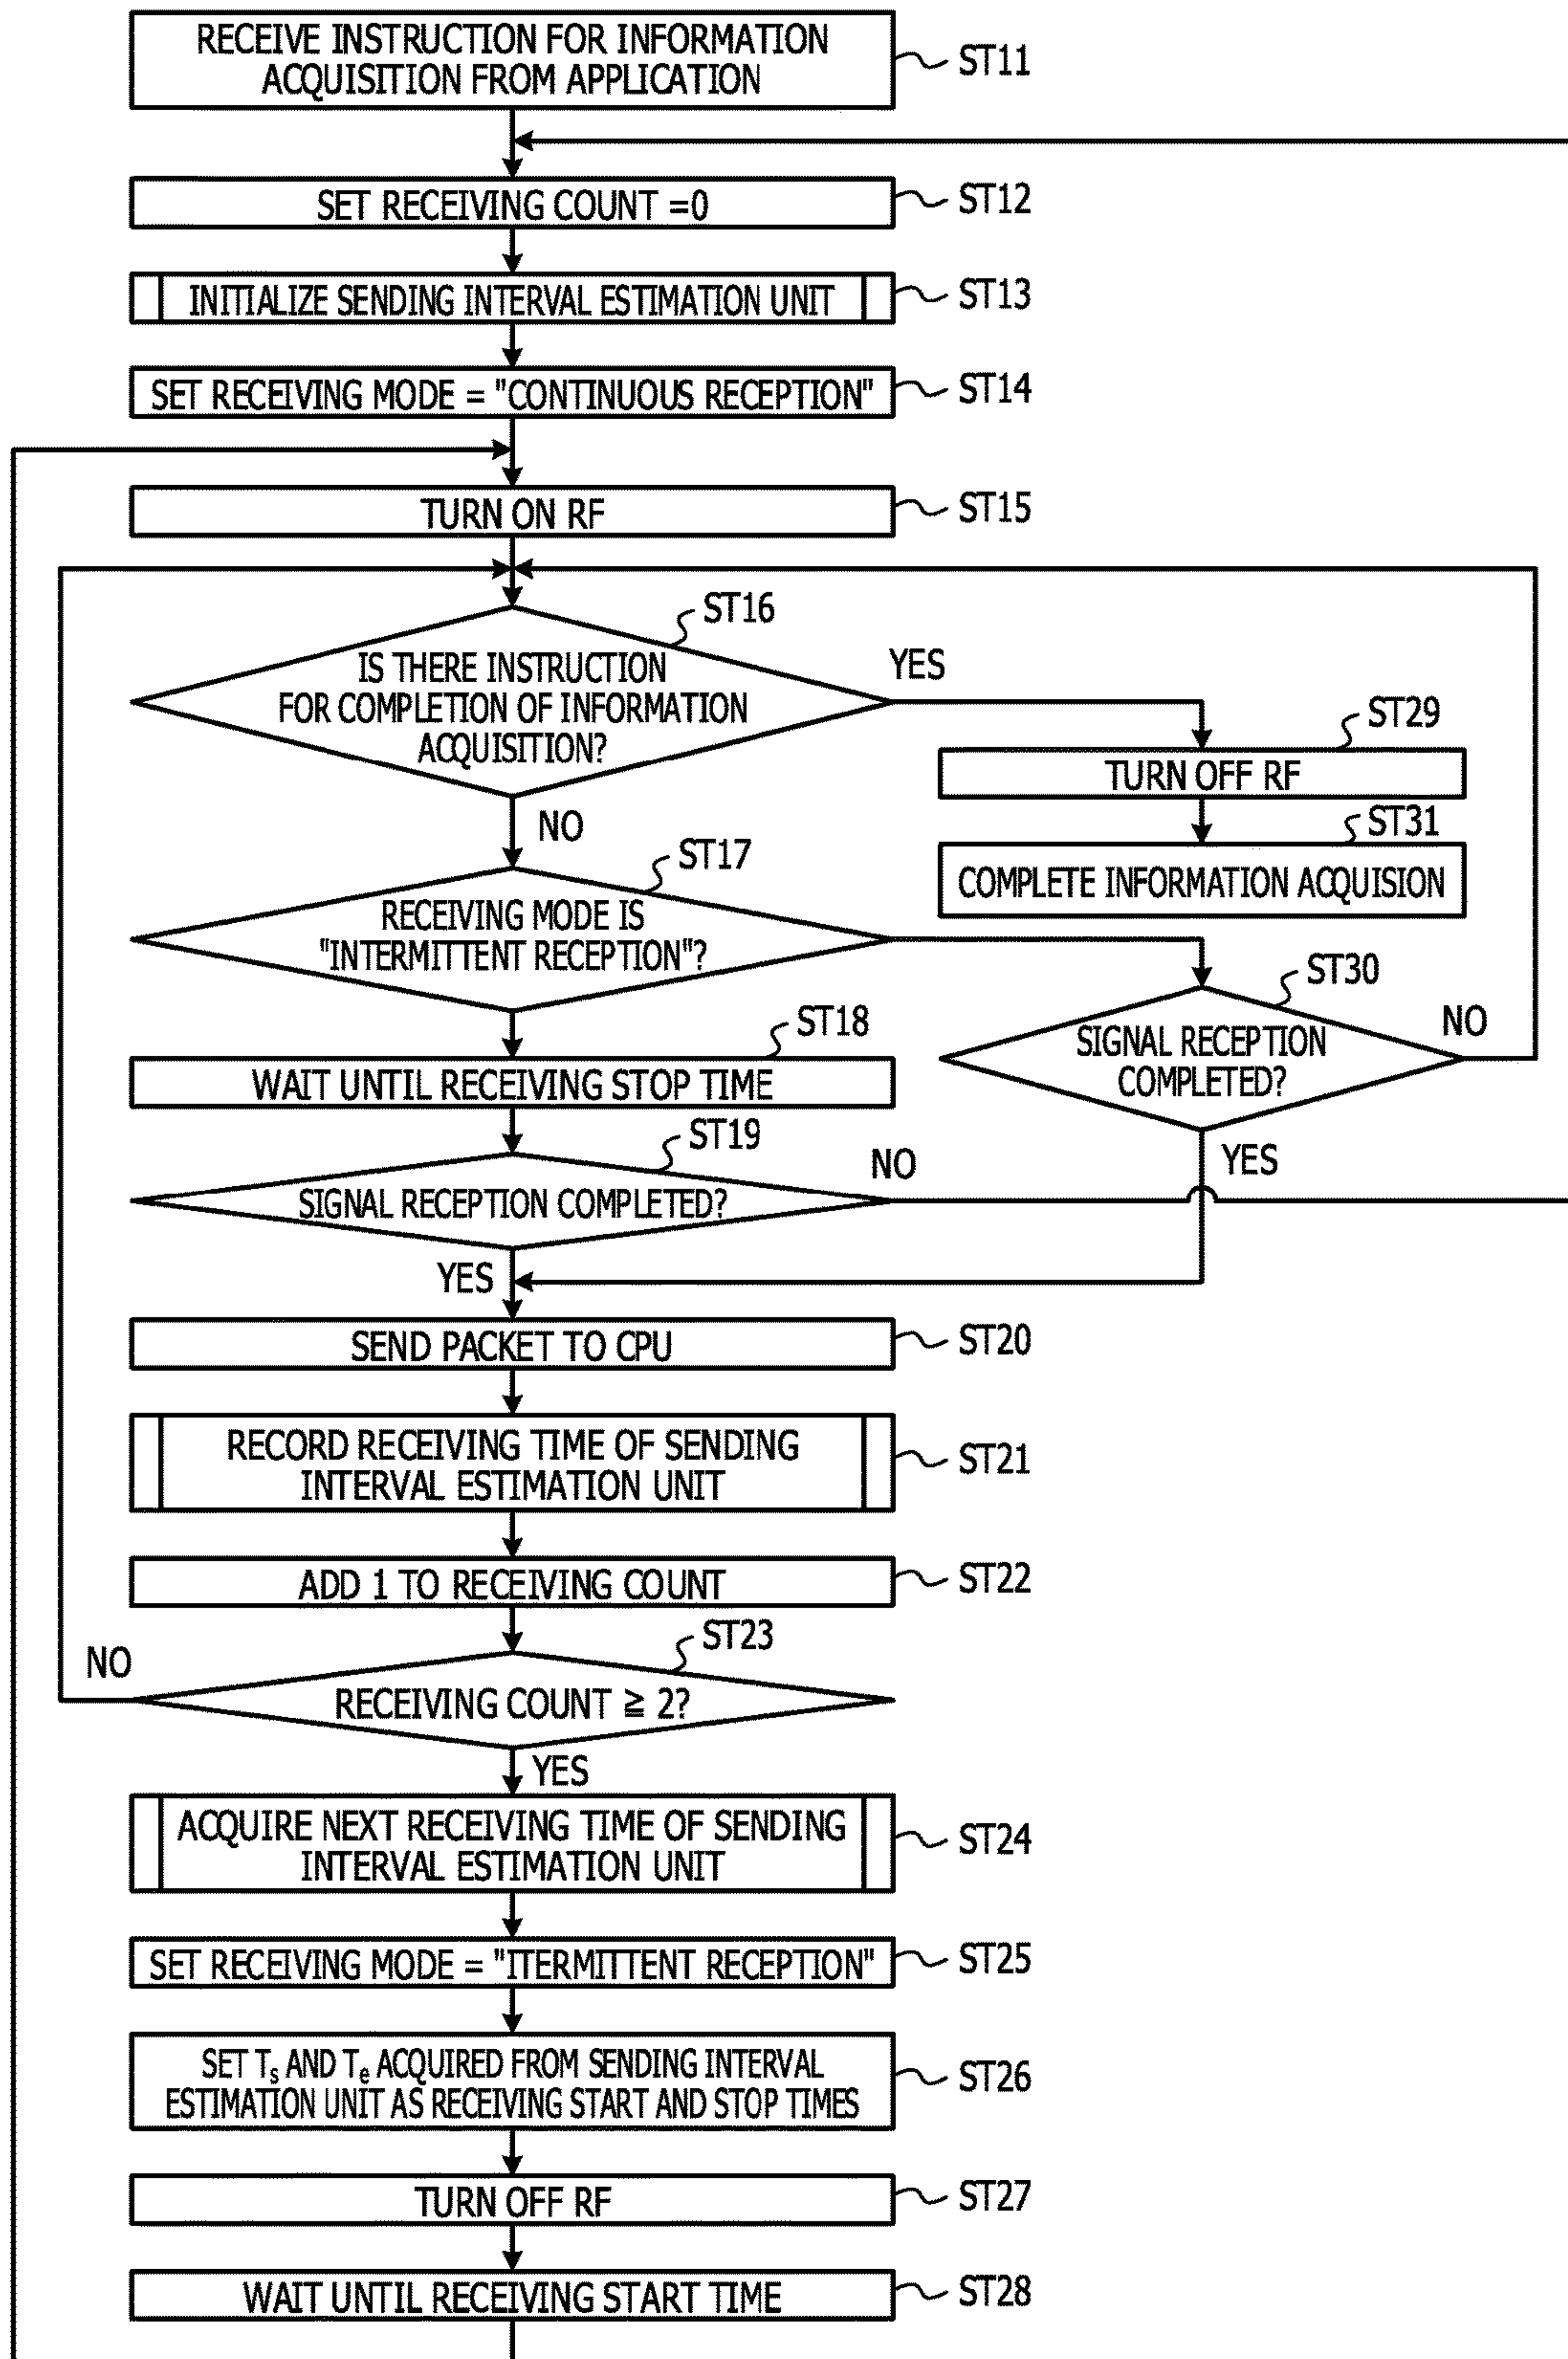 RECEIVE INSTRUCTION FOR INFORMATION
ACQUISITION FROM APPLICATION
ST11
SET RECEIVING COUNT =0
ST12
INITIALIZE SENDING INTERVAL ESTIMATION UNIT
ST13
SET RECEIVING MODE = "CONTINUOUS RECEPTION"
ST14
TURN ON RF
ST15
ST16
IS THERE INSTRUCTION
FOR COMPLETION OF INFORMATION
ACQUISITION?
YES
NO
ST29
TURN OFF RF
ST31
COMPLETE INFORMATION ACQUISION
ST17
RECEIVING MODE IS
"INTERMITTENT RECEPTION"?
ST30
SIGNAL RECEPTION
COMPLETED?
NO
YES
ST18
WAIT UNTIL RECEIVING STOP TIME
ST19
SIGNAL RECEPTION COMPLETED?
NO
YES
SEND PACKET TO CPU
ST20
RECORD RECEIVING TIME OF SENDING
INTERVAL ESTIMATION UNIT
ST21
ADD 1 TO RECEIVING COUNT
ST22
ST23
RECEIVING COUNT ≧ 2?
NO
YES
ACQUIRE NEXT RECEIVING TIME OF SENDING
INTERVAL ESTIMATION UNIT
ST24
SET RECEIVING MODE = "ITERMITTENT RECEPTION"
ST25
SET Ts AND Te ACQUIRED FROM SENDING INTERVAL
ESTIMATION UNIT AS RECEIVING START AND STOP TIMES
ST26
TURN OFF RF
ST27
WAIT UNTIL RECEIVING START TIME
ST28